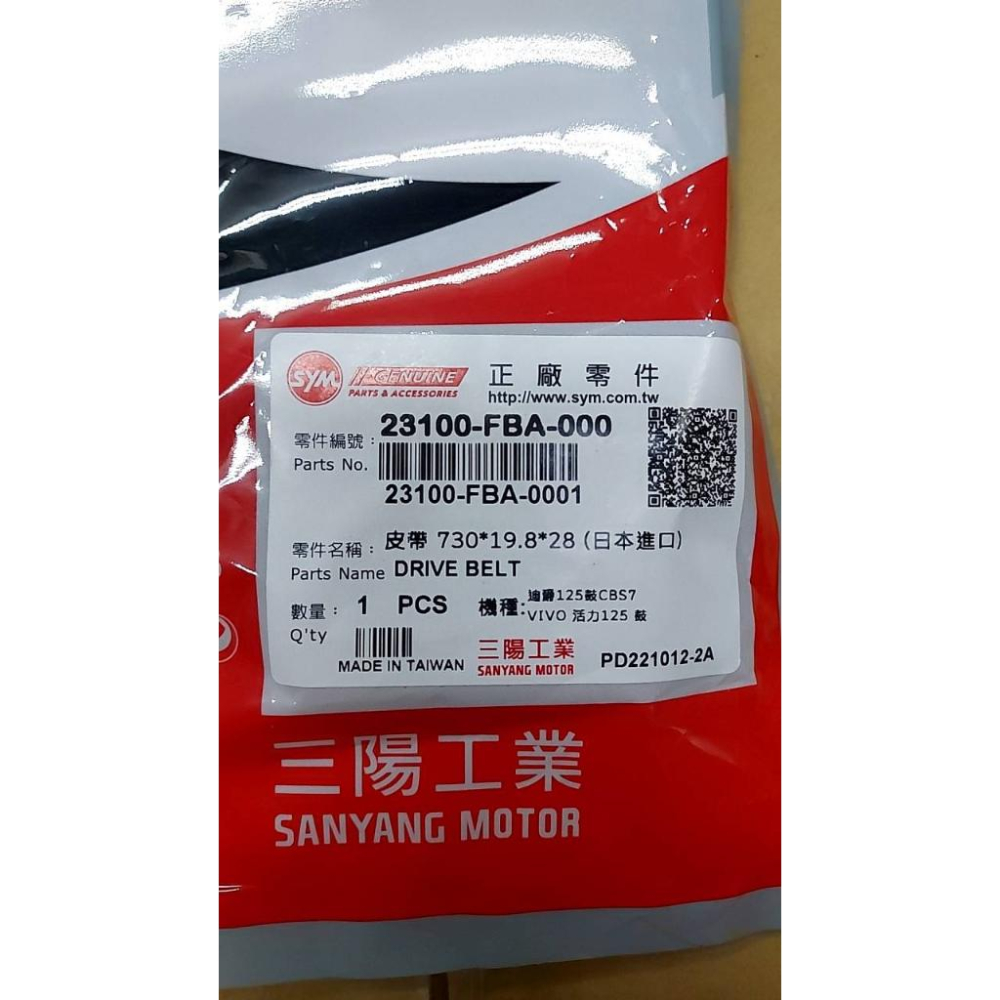 SYM GENUINE 正廠零件
PARTS & ACCESSORIES http://www.sym.com.tw
零件編號： 23100-FBA-000
Parts No.
23100-FBA-0001
零件名稱： 皮帶 730*19.8*28 (日本進口)
Parts Name DRIVE BELT
數量： 1 PCS 機種: 迪爵125鼓CBS7
Q'ty VIVO 活力125 鼓
MADE IN TAIWAN 三陽工業 PD221012-2A
SANYANG MOTOR
三陽工業
SANYANG MOTOR